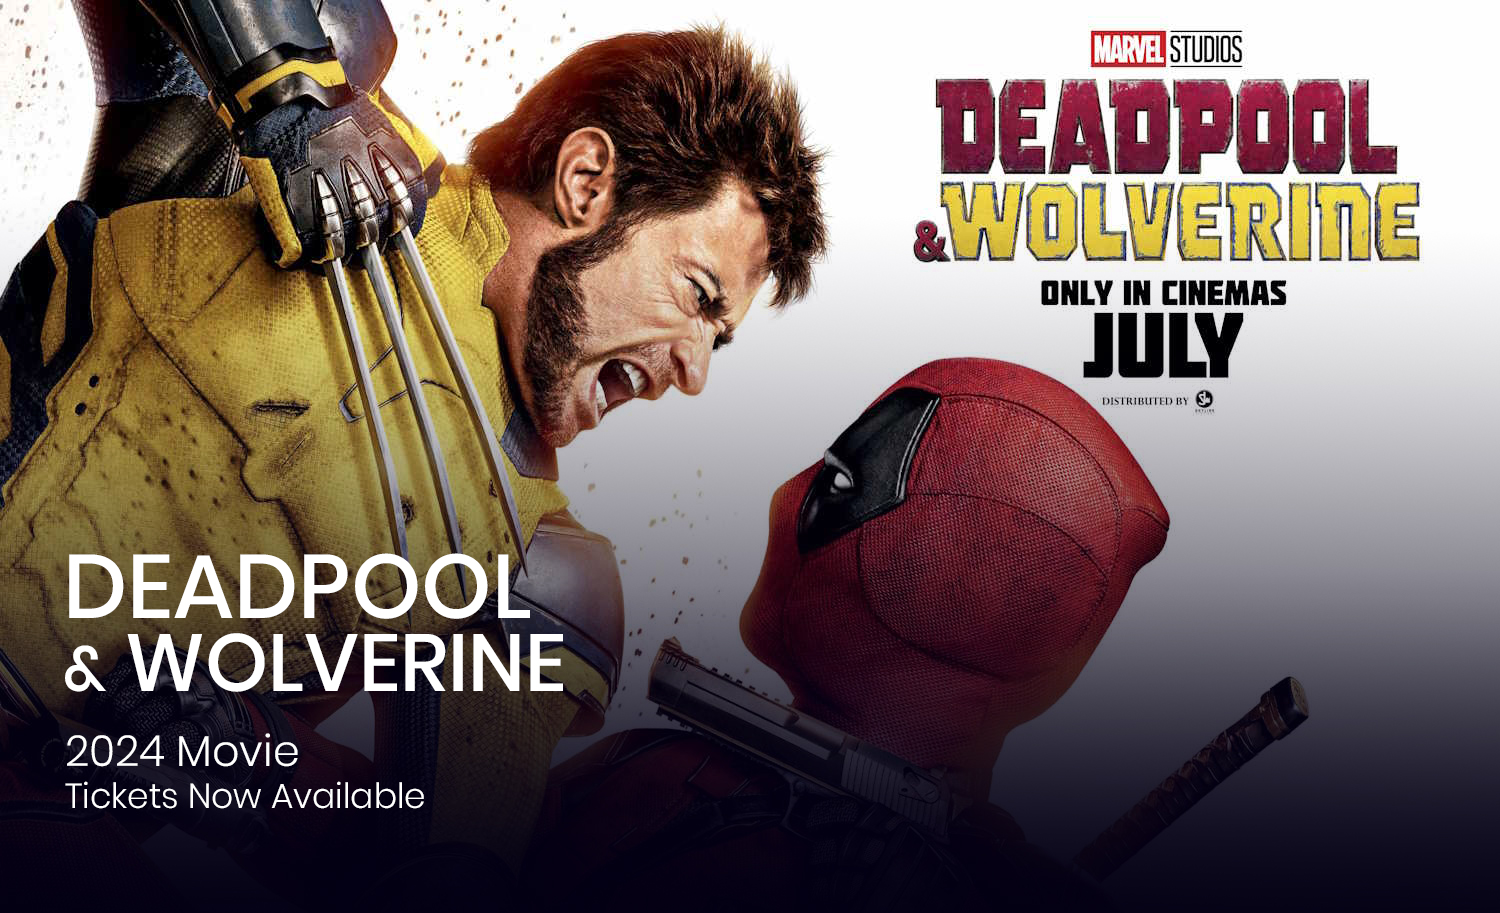 MARVEL STUDIOS
DEADPOOL
& WOLVERINE
ONLY IN CINEMAS
JULY
DISTRIBUTED BY
DEADPOOL
& WOLVERINE
2024 Movie
Tickets Now Available